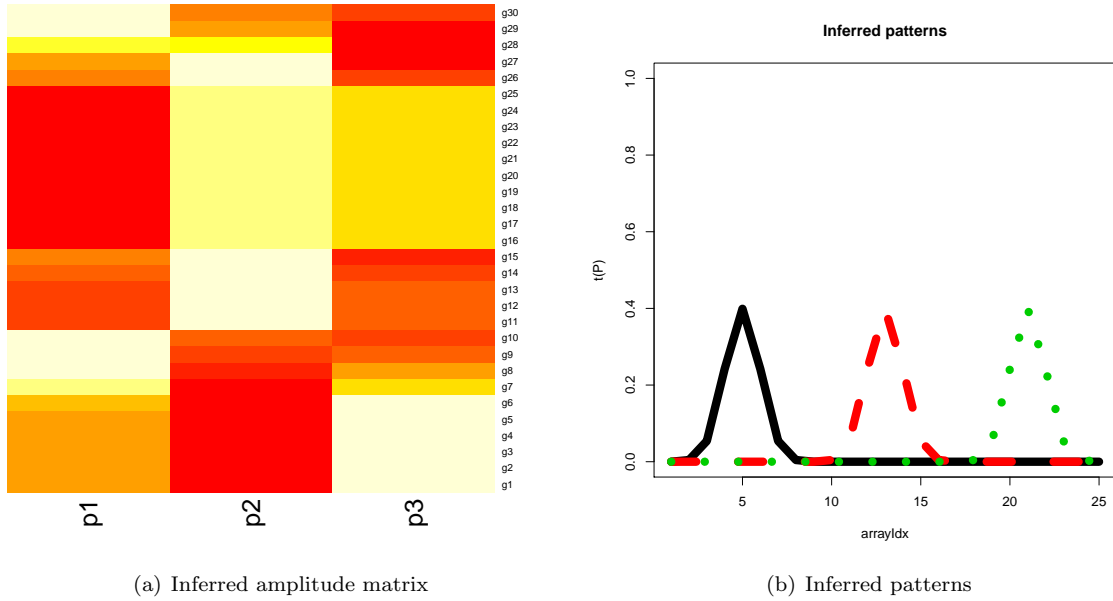 g30
g29
g28
g27
g26
g25
g24
g23
g22
g21
g20
g19
g18
g17
g16
g15
g14
g13
g12
g11
g10
g9
g8
g7
g6
g5
g4
g3
g2
g1
p1
p2
p3
(a) Inferred amplitude matrix
Inferred patterns
t(P)
1.0
0.8
0.6
0.4
0.2
0.0
5
10
15
20
25
arrayIdx
(b) Inferred patterns